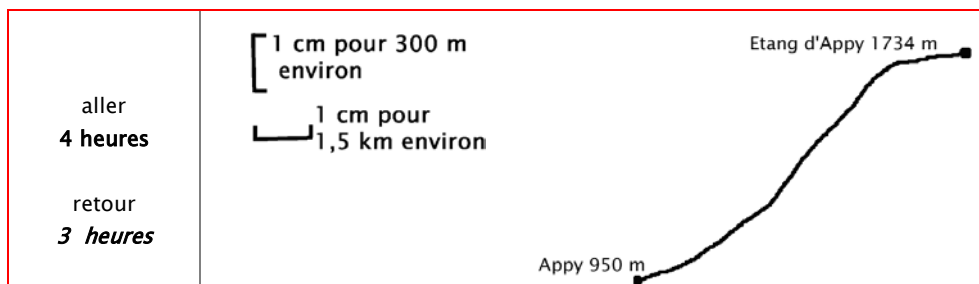 aller
4 heures
retour
3 heures
1 cm pour 300 m
environ
1 cm pour
1,5 km environ
Etang d'Appy 1734 m
Appy 950 m